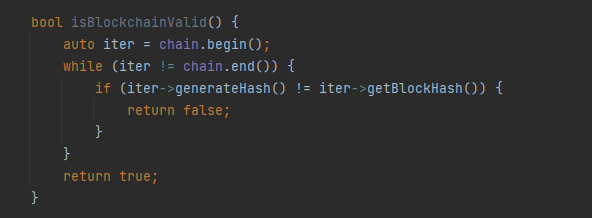 bool isBlockchainValid() {
    auto iter = chain.begin();
    while (iter != chain.end()) {
        if (iter->generateHash() != iter->getBlockHash()) {
            return false;
        }
    }
    return true;
}